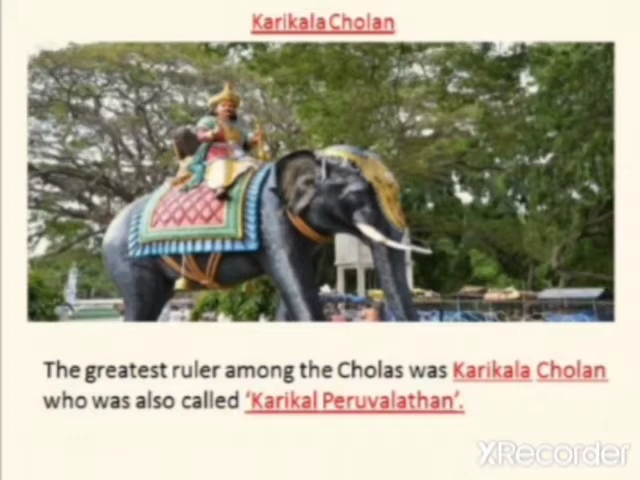 Karikala Cholan
The greatest ruler among the Cholas was Karikala Cholan
who was also called ‘Karikal Peruvalathan’.
XRecorder